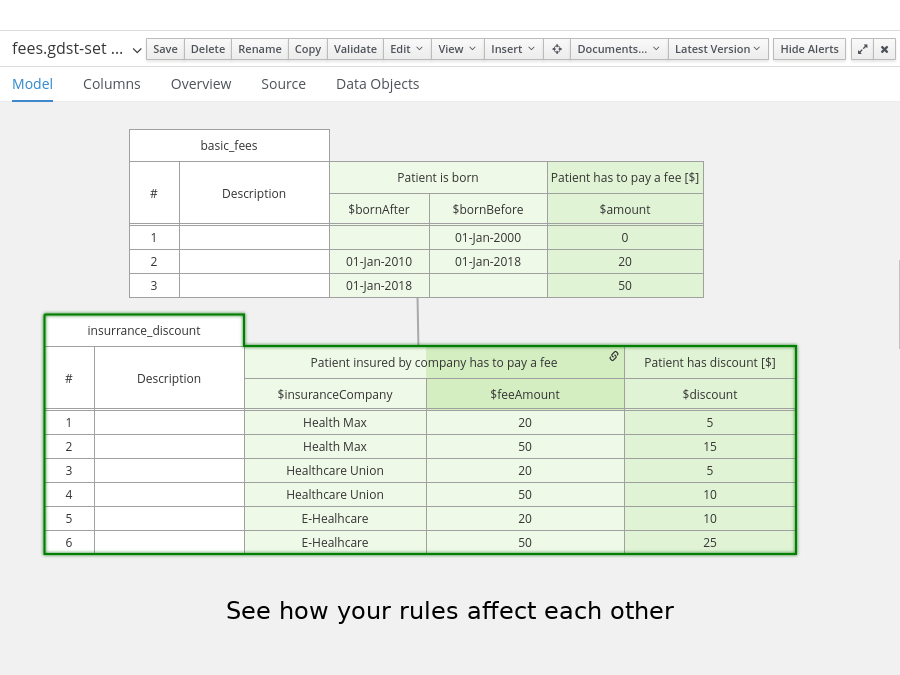 fees.gdst-set ... Save Delete Rename Copy Validate Edit View Insert Documents... Latest Version Hide Alerts
Model Columns Overview Source Data Objects
basic_fees
# Description Patient is born Patient has to pay a fee [$]
$bornAfter $bornBefore $amount
1 01-Jan-2000 0
2 01-Jan-2010 01-Jan-2018 20
3 01-Jan-2018 50
insurrance_discount
# Description Patient insured by company has to pay a fee Patient has discount [$]
$insuranceCompany $feeAmount $discount
1 Health Max 20 5
2 Health Max 50 15
3 Healthcare Union 20 5
4 Healthcare Union 50 10
5 E-Healhcare 20 10
6 E-Healhcare 50 25
See how your rules affect each other